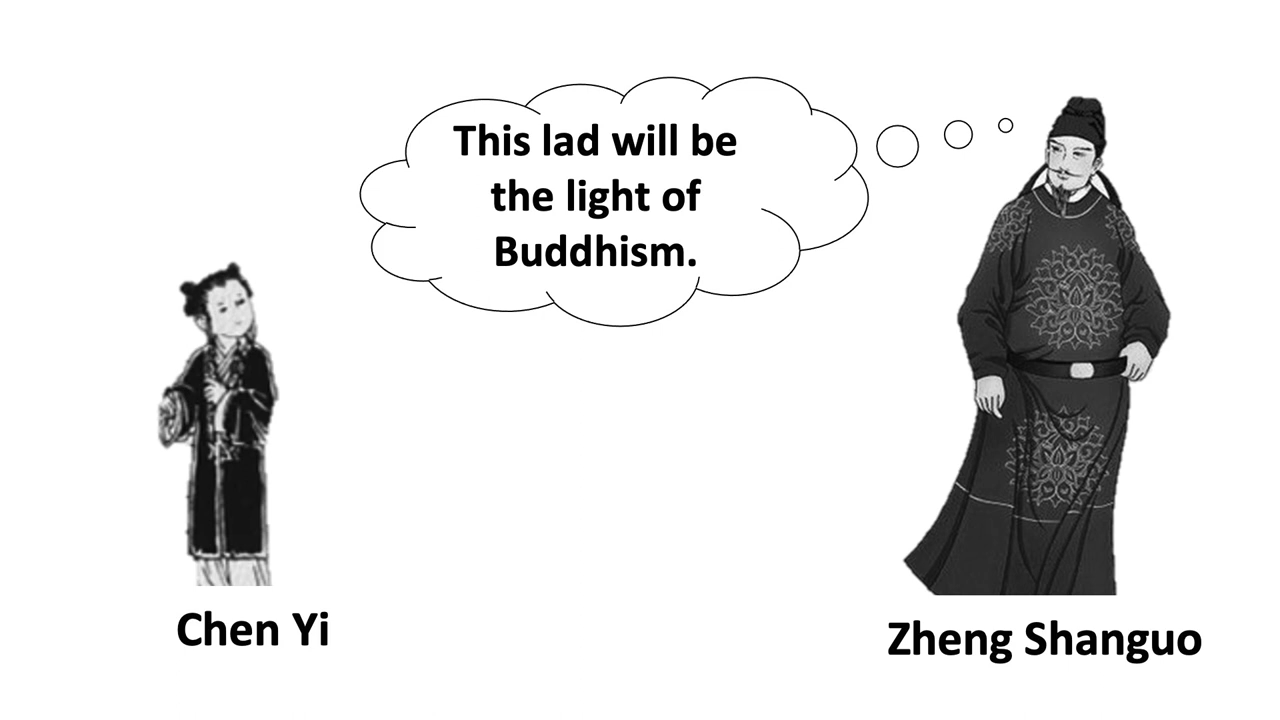 This lad will be
the light of
Buddhism.
Chen Yi
Zheng Shanguo